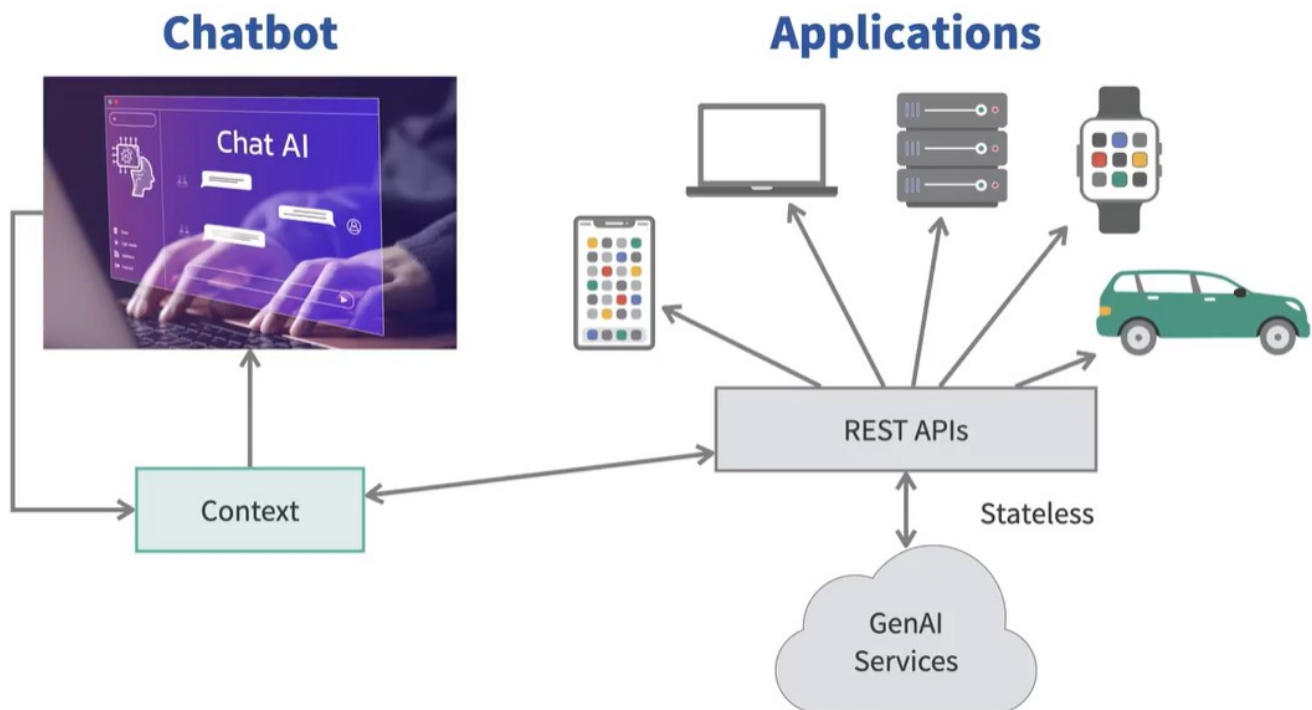 Chatbot
Applications
Chat AI
REST APIs
Context
Stateless
GenAI
Services